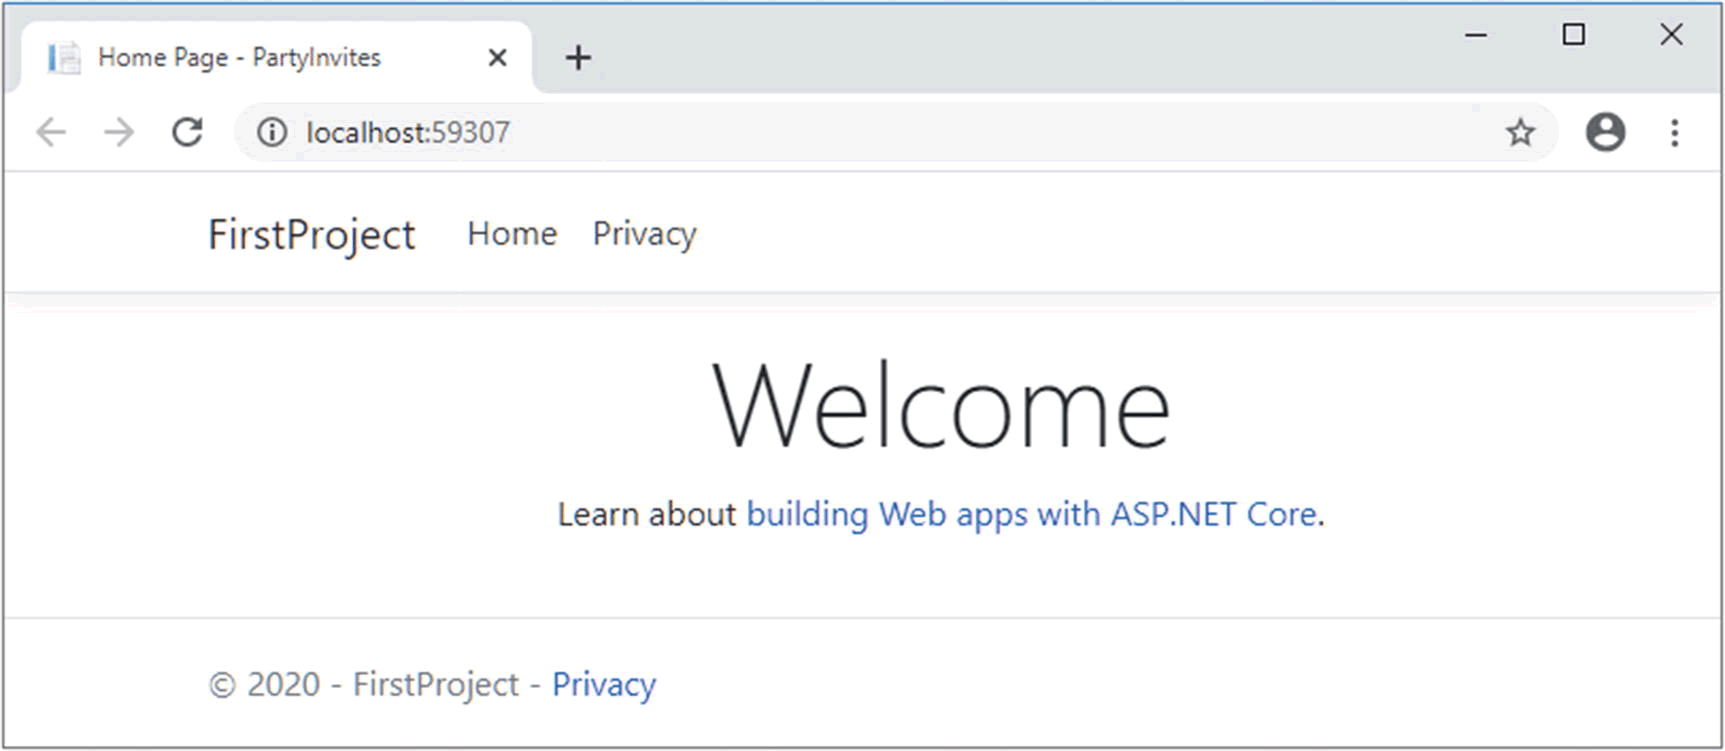 Home Page - PartyInvites
localhost:59307
FirstProject Home Privacy
Welcome
Learn about building Web apps with ASP.NET Core.
© 2020 - FirstProject - Privacy